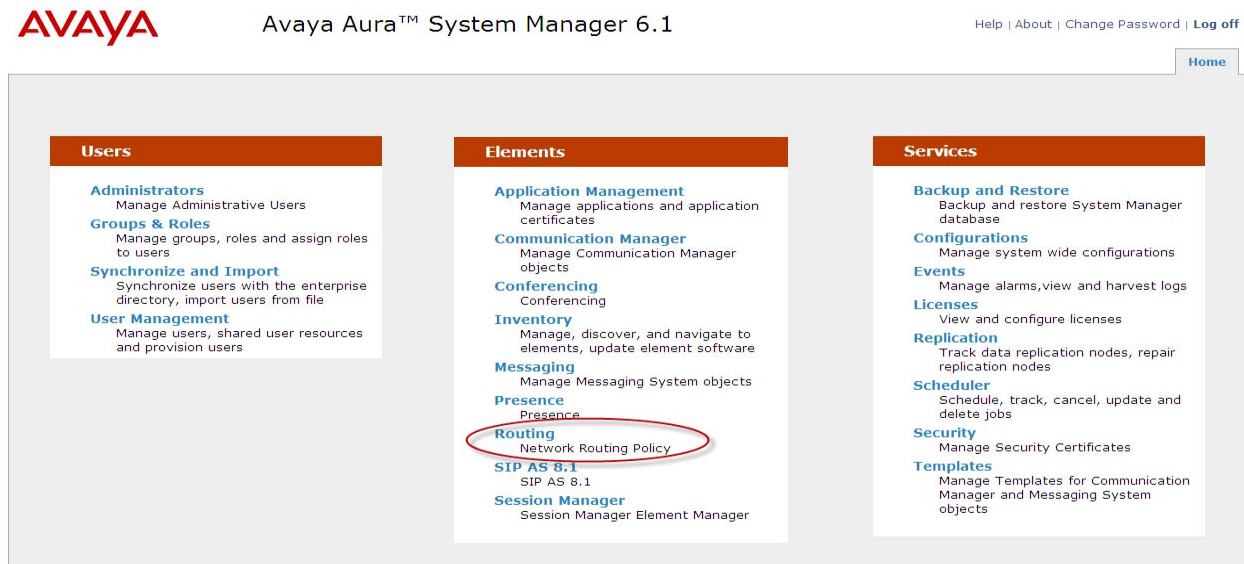 AVAYA
Avaya Aura™ System Manager 6.1
Help | About | Change Password | Log off
Home
Users
Administrators
Manage Administrative Users
Groups & Roles
Manage groups, roles and assign roles
to users
Synchronize and Import
Synchronize users with the enterprise
directory, import users from file
User Management
Manage users, shared user resources
and provision users
Elements
Application Management
Manage applications and application
certificates
Communication Manager
Manage Communication Manager
objects
Conferencing
Conferencing
Inventory
Manage, discover, and navigate to
elements, update element software
Messaging
Manage Messaging System objects
Presence
Presence
Routing
Network Routing Policy
SIP AS 8.1
SIP AS 8.1
Session Manager
Session Manager Element Manager
Services
Backup and Restore
Backup and restore System Manager
database
Configurations
Manage system wide configurations
Events
Manage alarms,view and harvest logs
Licenses
View and configure licenses
Replication
Track data replication nodes, repair
replication nodes
Scheduler
Schedule, track, cancel, update and
delete jobs
Security
Manage Security Certificates
Templates
Manage Templates for Communication
Manager and Messaging System
objects